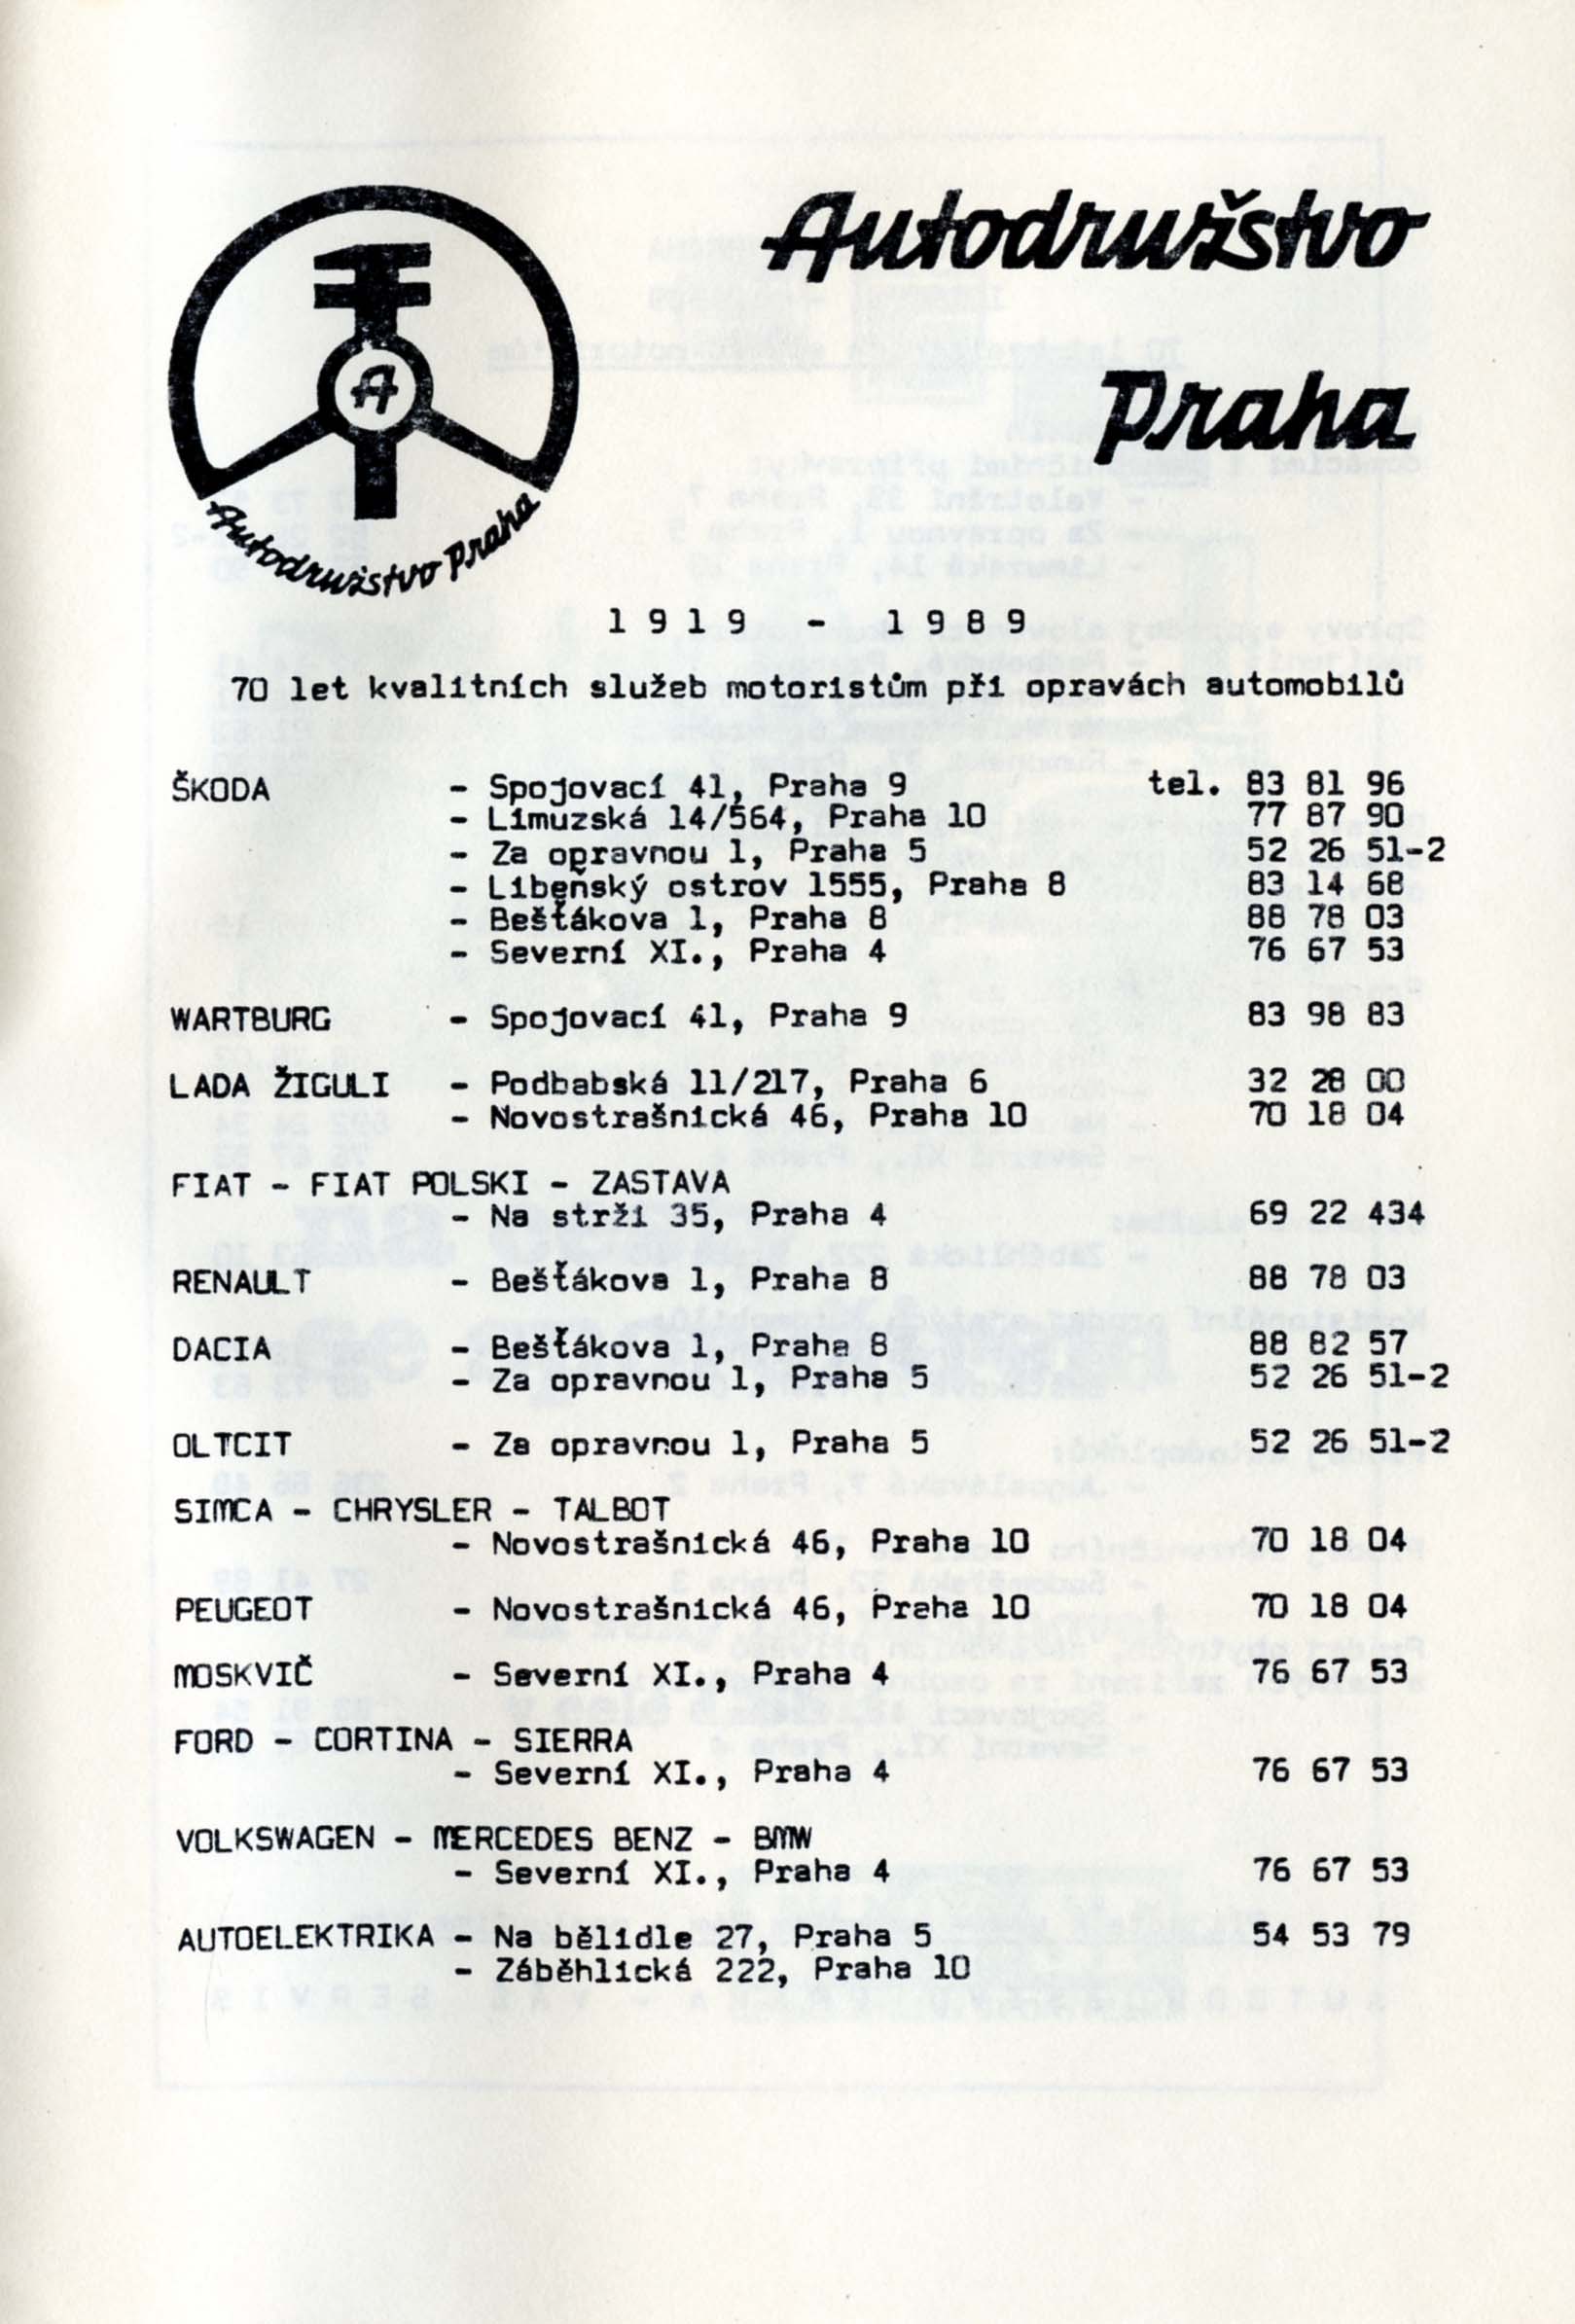 Autodružstvo
Praha
A
Autodružstvo Praha
1919 - 1989
70 let kvalitních služeb motoristům při opravách automobilů
ŠKODA - Spojovací 41, Praha 9 tel. 83 81 96
- Limuzská 14/564, Praha 10 77 87 90
- Za opravnou 1, Praha 5 52 26 51-2
- Libeňský ostrov 1555, Praha 8 83 14 68
- Bešťákova 1, Praha 8 88 78 03
- Severní XI., Praha 4 76 67 53
WARTBURG - Spojovací 41, Praha 9 83 98 83
LADA ŽIGULI - Podbabská 11/217, Praha 6 32 28 00
- Novostrašnická 46, Praha 10 70 18 04
FIAT - FIAT POLSKI - ZASTAVA
- Na strži 35, Praha 4 69 22 434
RENAULT - Bešťákova 1, Praha 8 88 78 03
DACIA - Bešťákova 1, Praha 8 88 82 57
- Za opravnou 1, Praha 5 52 26 51-2
OLTCIT - Za opravnou 1, Praha 5 52 26 51-2
SIMCA - CHRYSLER - TALBOT
- Novostrašnická 46, Praha 10 70 18 04
PEUGEOT - Novostrašnická 46, Praha 10 70 18 04
MOSKVIČ - Severní XI., Praha 4 76 67 53
FORD - CORTINA - SIERRA
- Severní XI., Praha 4 76 67 53
VOLKSWAGEN - MERCEDES BENZ - BMW
- Severní XI., Praha 4 76 67 53
AUTOELEKTRIKA - Na bělidle 27, Praha 5 54 53 79
- Záběhlická 222, Praha 10